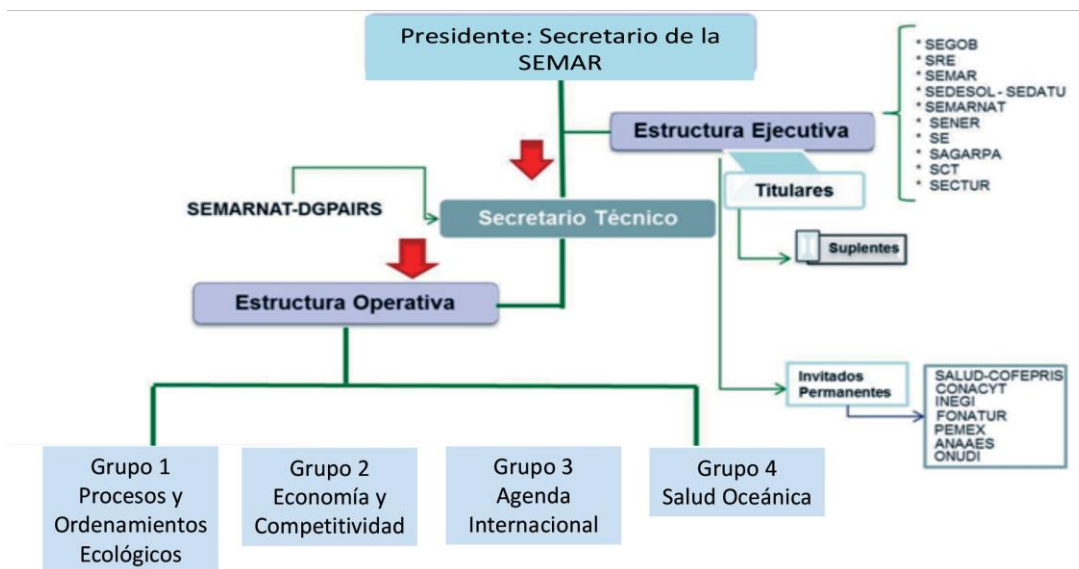 Presidente: Secretario de la
SEMAR
* SEGOB
* SRE
* SEMAR
* SEDESOL - SEDATU
* SEMARNAT
* SENER
* SE
* SAGARPA
* SCT
* SECTUR
Estructura Ejecutiva
Titulares
Suplentes
SEMARNAT-DGPAIRS
Secretario Técnico
Estructura Operativa
Invitados
Permanentes
SALUD-COFEPRIS
CONACYT
INEGI
FONATUR
PEMEX
ANAAES
ONUDI
Grupo 1
Procesos y
Ordenamientos
Ecológicos
Grupo 2
Economía y
Competitividad
Grupo 3
Agenda
Internacional
Grupo 4
Salud Oceánica